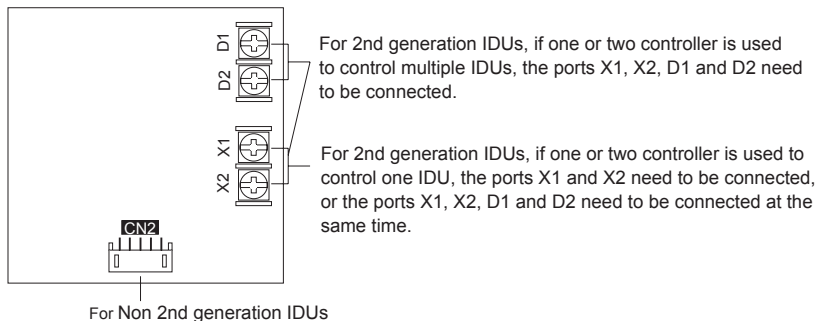 D1
D2
X1
X2
CN2
For 2nd generation IDUs, if one or two controller is used
to control multiple IDUs, the ports X1, X2, D1 and D2 need
to be connected.
For 2nd generation IDUs, if one or two controller is used to
control one IDU, the ports X1 and X2 need to be connected,
or the ports X1, X2, D1 and D2 need to be connected at the
same time.
For Non 2nd generation IDUs